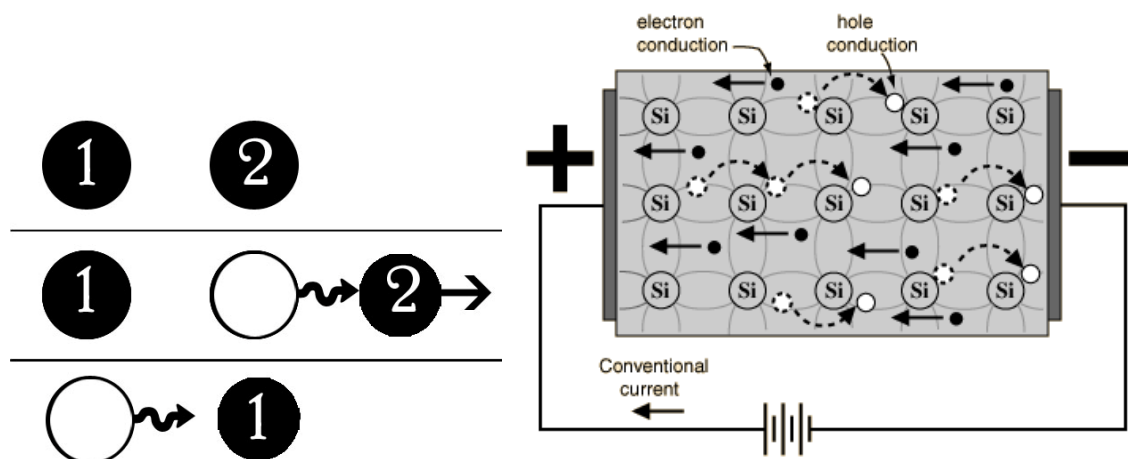 1 2
1 2
1
electron
conduction
hole
conduction
Si Si Si Si Si
+ −
Si Si Si Si Si
Si Si Si Si Si
Conventional
current